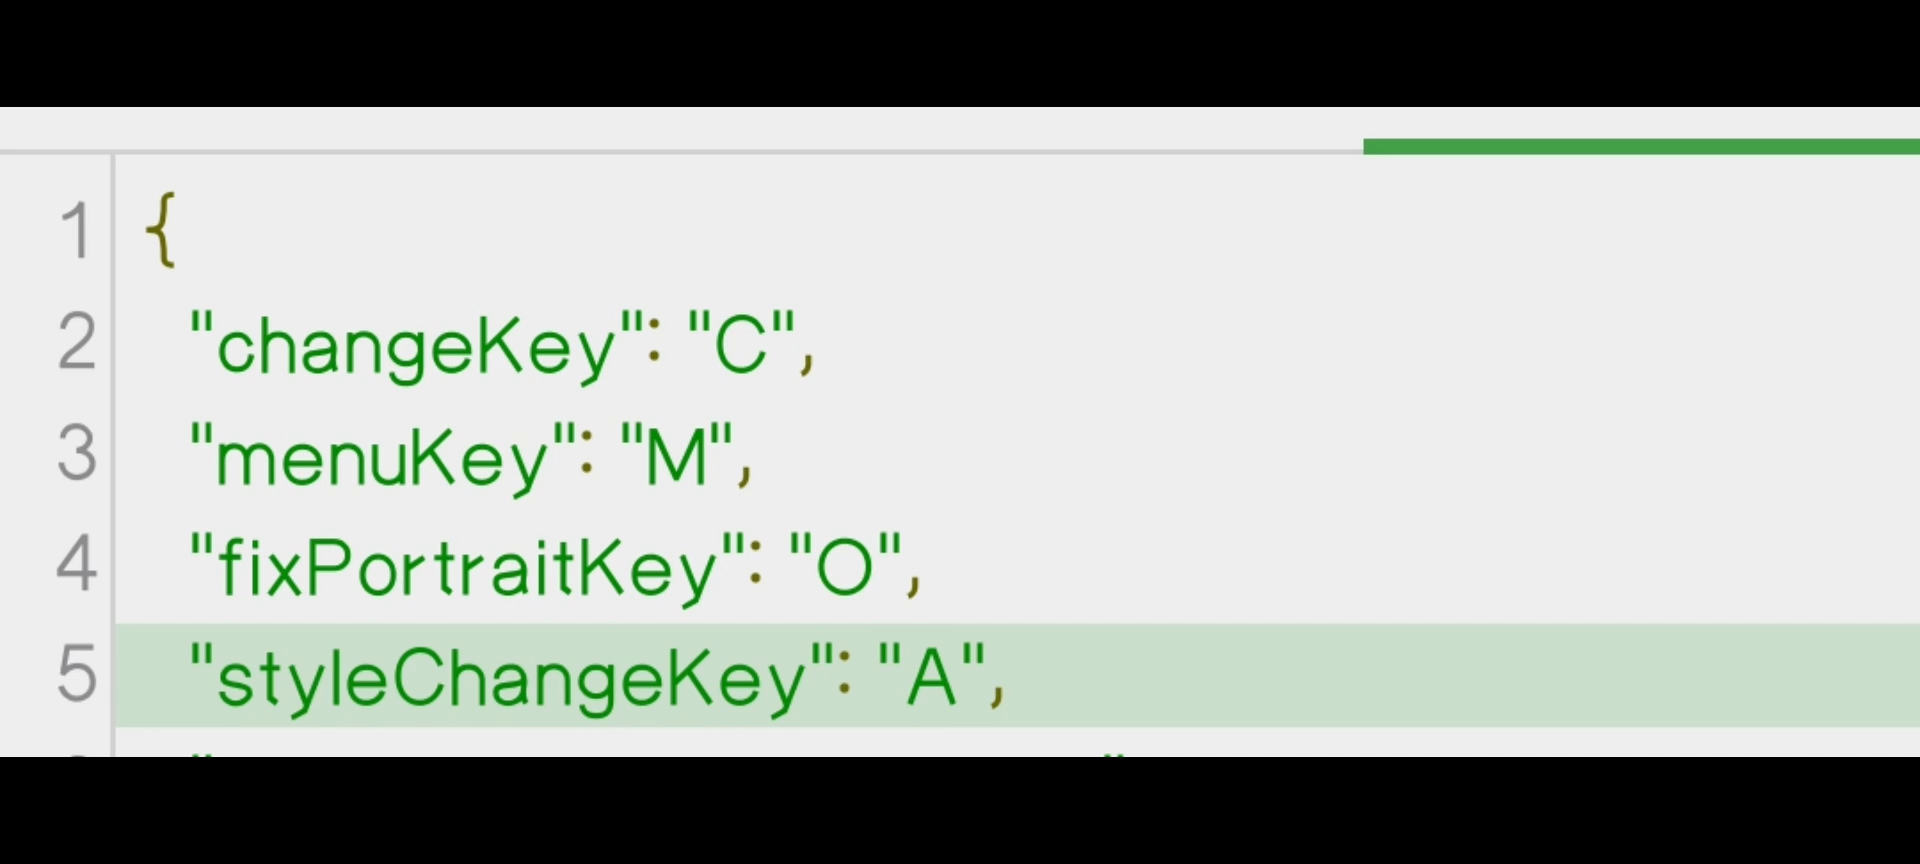 1 {
2 "changeKey": "C",
3 "menuKey": "M",
4 "fixPortraitKey": "O",
5 "styleChangeKey": "A",